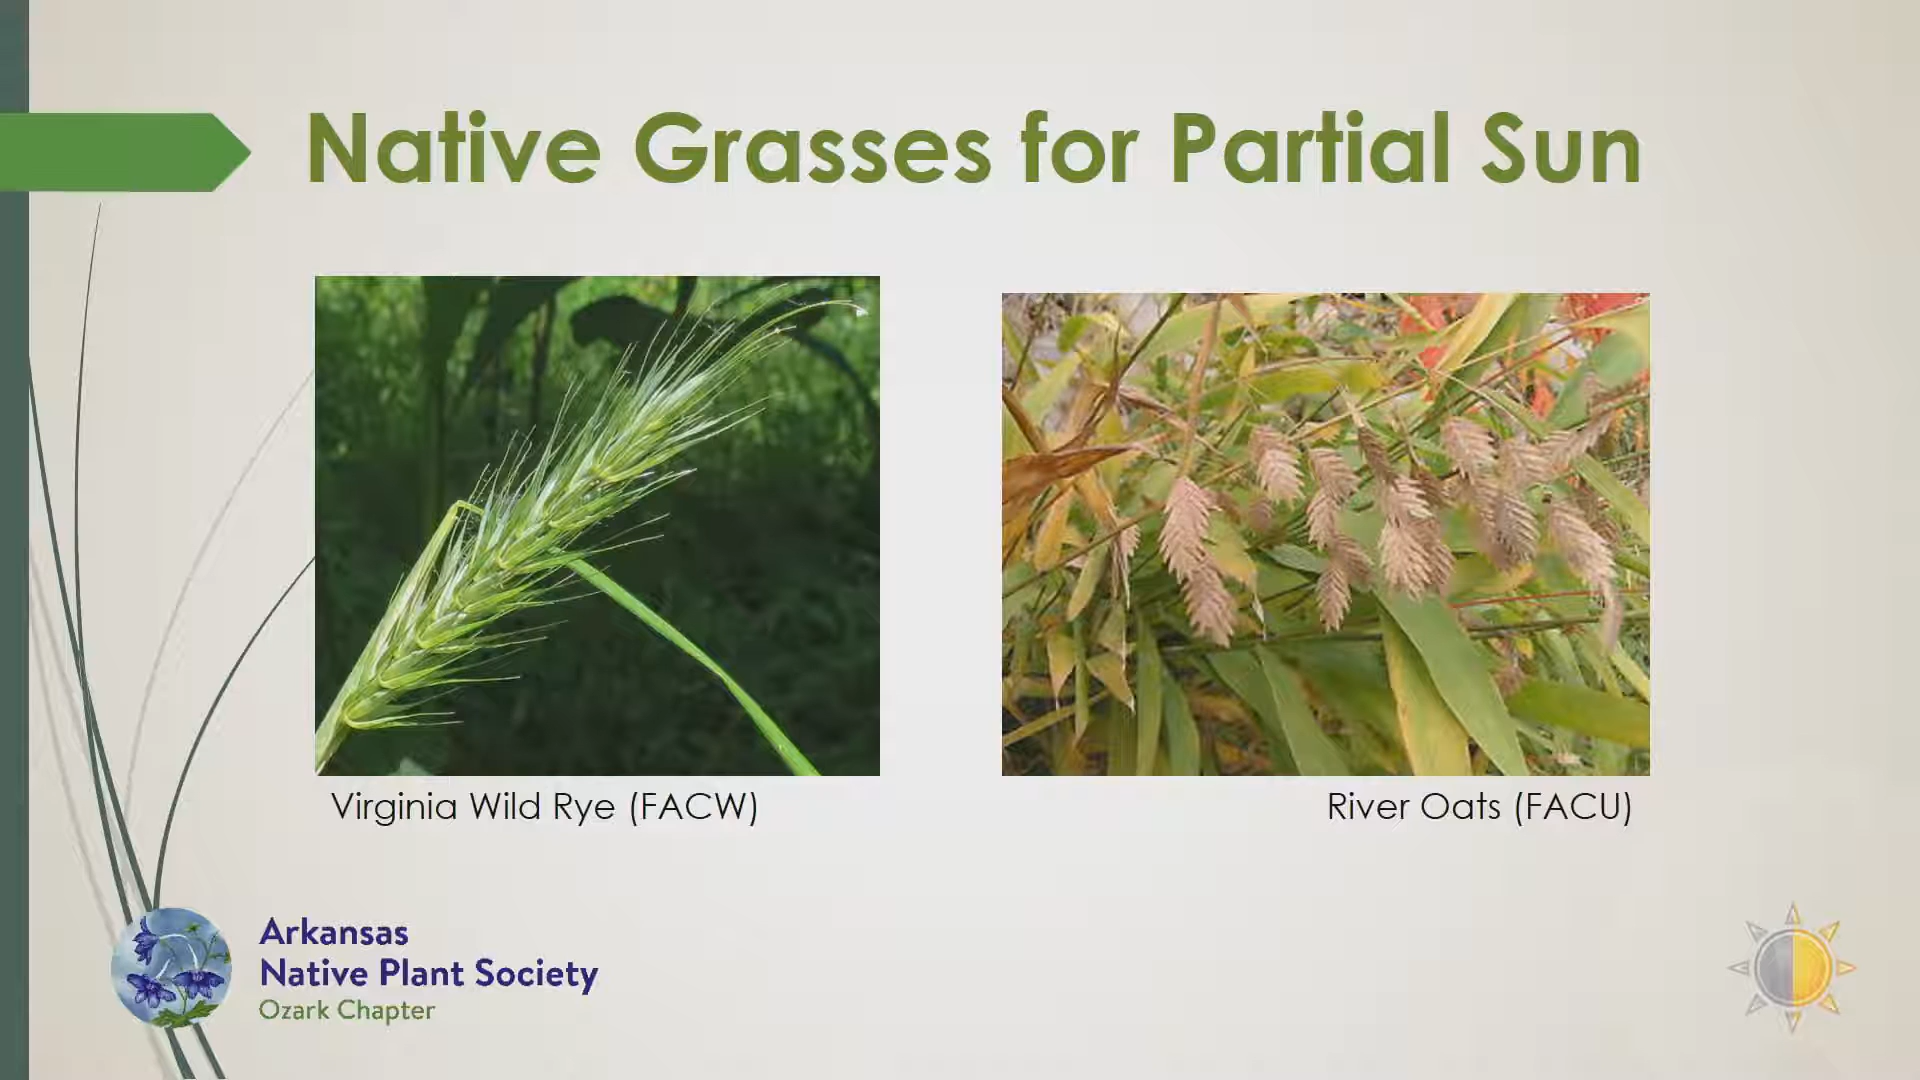 Native Grasses for Partial Sun
Virginia Wild Rye (FACW)
River Oats (FACU)
Arkansas
Native Plant Society
Ozark Chapter